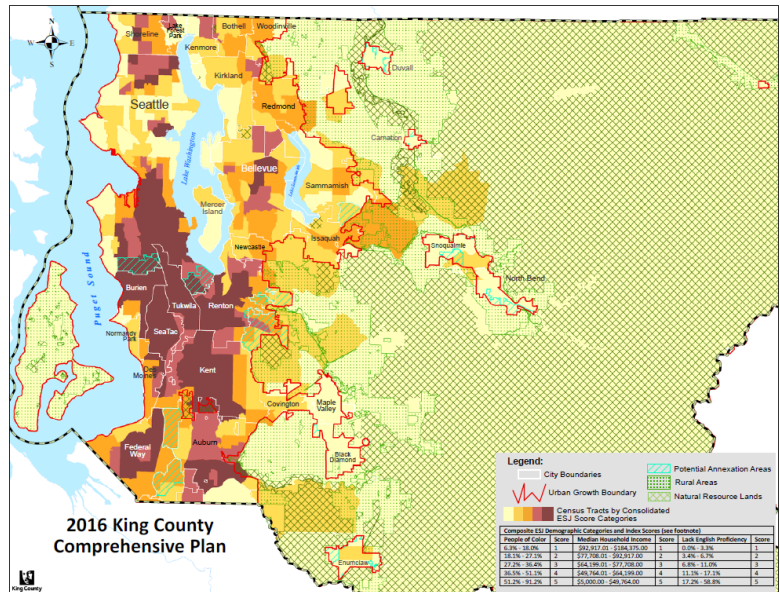 N
W E
S
Shoreline
Lake
Forest
Park
Bothell
Woodinville
Kenmore
Kirkland
Duvall
Seattle
Redmond
Carnation
Lake Washington
Bellevue
Sammamish
Mercer
Island
Newcastle
Issaquah
Snoqualmie
North Bend
Puget Sound
Burien
Tukwila
Renton
Normandy
Park
SeaTac
Des
Moines
Kent
Covington
Maple
Valley
Federal
Way
Auburn
Black
Diamond
Enumclaw
2016 King County
Comprehensive Plan
King County
Legend:
City Boundaries
Urban Growth Boundary
Census Tracts by Consolidated
ESJ Score Categories
Potential Annexation Areas
Rural Areas
Natural Resource Lands
Composite ESJ Demographic Categories and Index Scores (see footnote)
People of Color Score Median Household Income Score Lack English Proficiency Score
6.3% - 18.0% 1 $92,917.01 - $184,375.00 1 0.0% - 3.3% 1
18.1% - 27.1% 2 $77,708.01 - $92,917.00 2 3.4% - 6.7% 2
27.2% - 36.4% 3 $64,199.01 - $77,708.00 3 6.8% - 11.0% 3
36.5% - 51.1% 4 $49,764.01 - $64,199.00 4 11.1% - 17.1% 4
51.2% - 91.2% 5 $5,000.00 - $49,764.00 5 17.2% - 58.8% 5